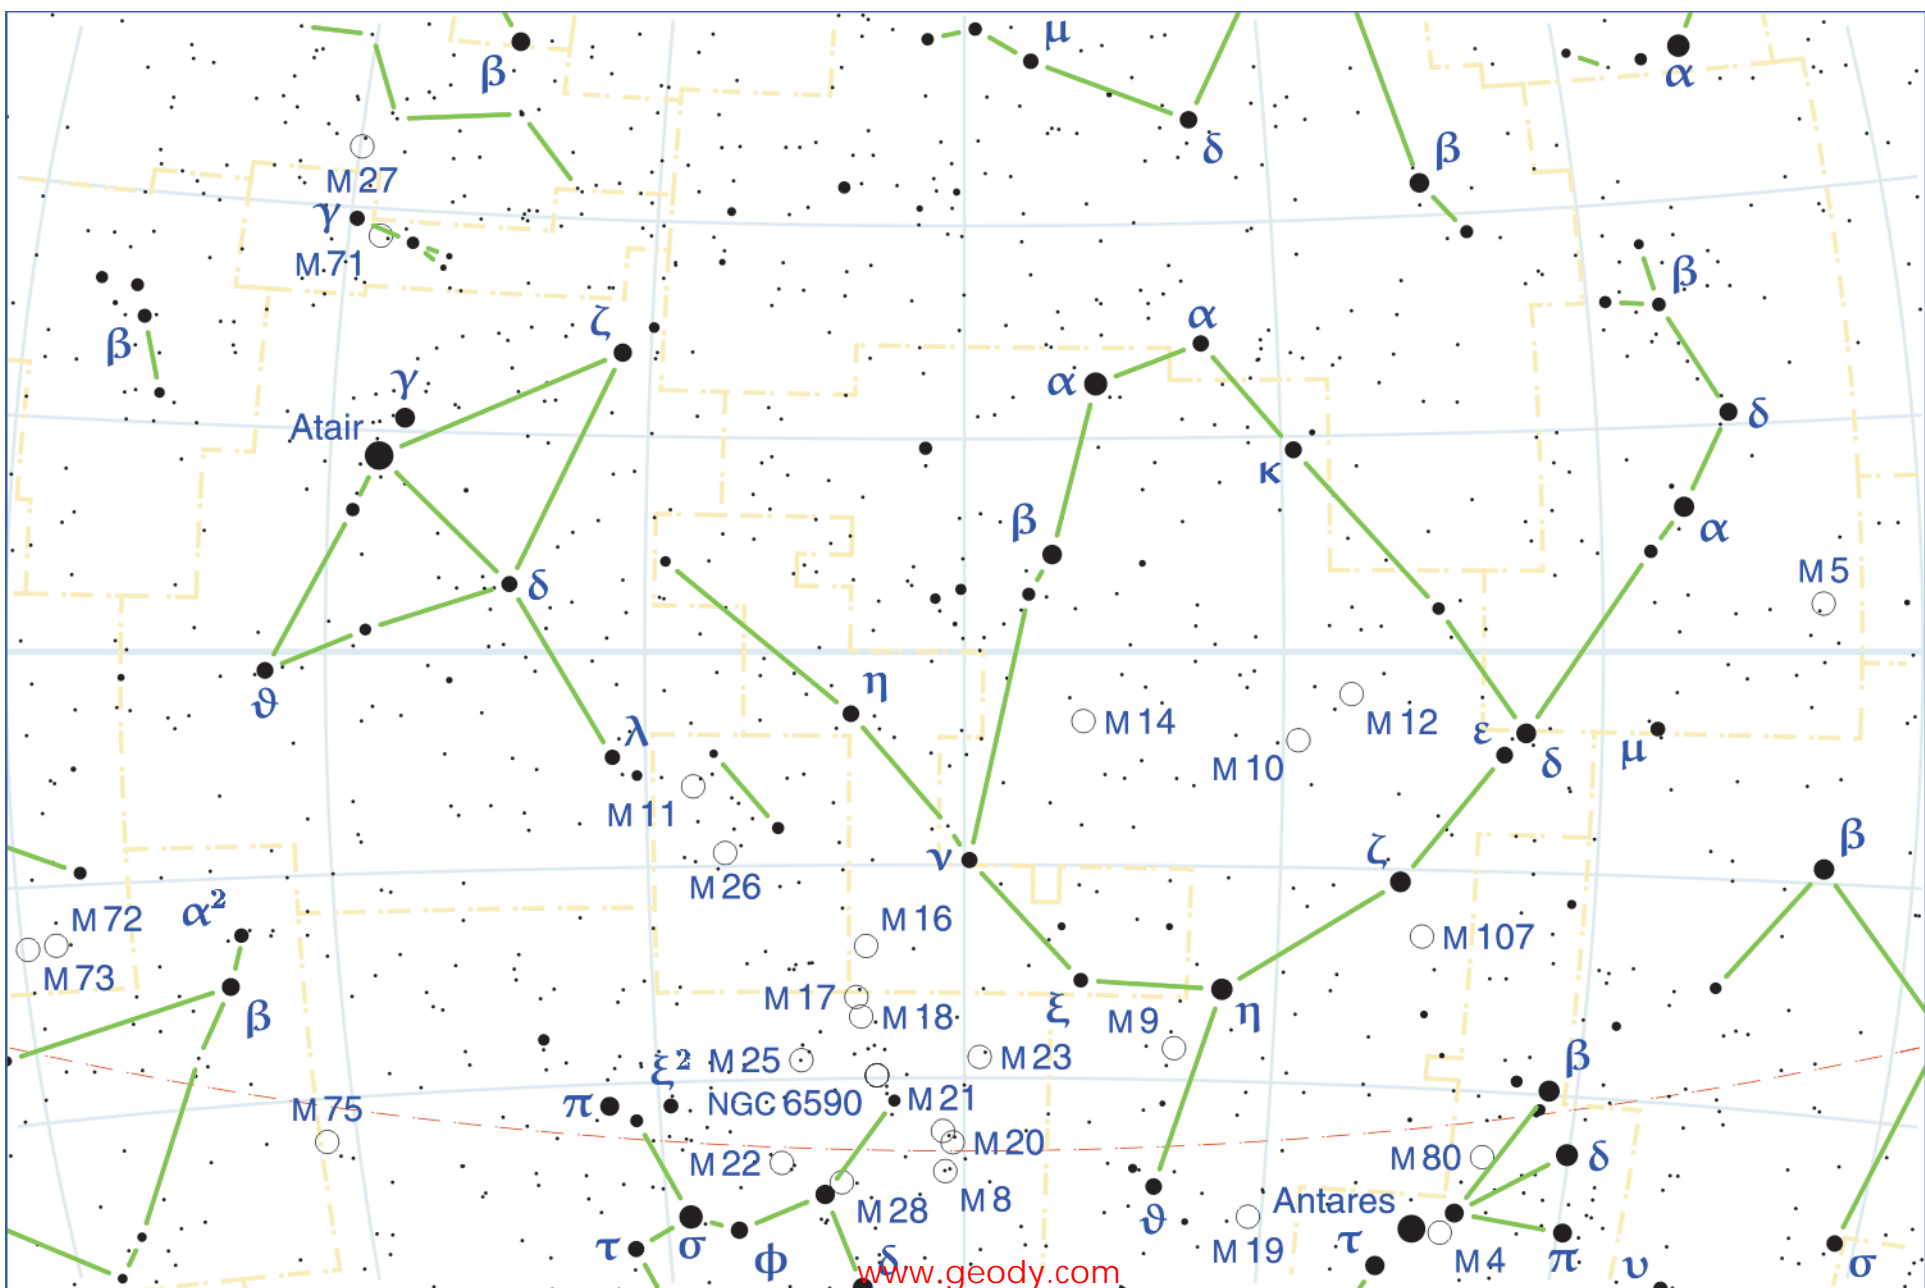 μ
β
α
δ
β
M 27
γ
M 71
β
ζ
α
β
γ
α
Atair
δ
κ
β
α
M 5
δ
ϑ
η
λ
M 14
M 12
ε
δ
μ
M 10
M 11
β
ν
ζ
M 26
α²
M 72
M 16
M 107
M 73
M 17
β
M 18
ξ
M 9
η
ξ²
M 25
M 23
β
π
NGC 6590
M 21
M 75
M 20
M 22
M 80
δ
M 8
Antares
M 28
ϑ
τ
σ
ϕ
δ
M 19
τ
M 4
π
υ
σ
www.geody.com